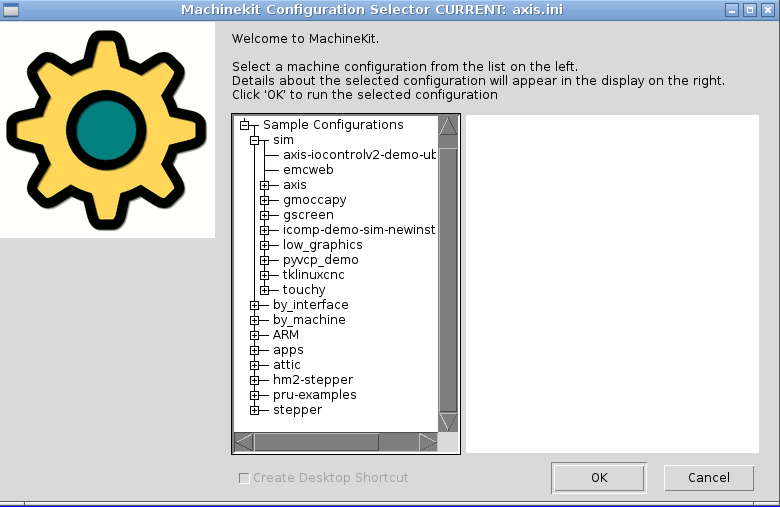 Machinekit Configuration Selector CURRENT: axis.ini
Welcome to MachineKit.
Select a machine configuration from the list on the left.
Details about the selected configuration will appear in the display on the right.
Click 'OK' to run the selected configuration
Sample Configurations
sim
axis-iocontrolv2-demo-ub
emcweb
axis
gmoccapy
gscreen
icomp-demo-sim-newinst
low_graphics
pyvcp_demo
tklinuxcnc
touchy
by_interface
by_machine
ARM
apps
attic
hm2-stepper
pru-examples
stepper
Create Desktop Shortcut
OK
Cancel